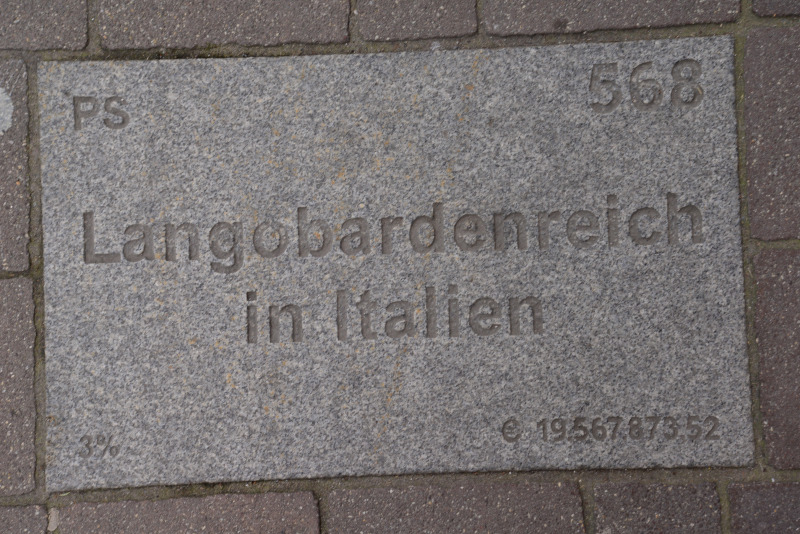 PS 568
Langobardenreich
in Italien
3% € 19.567.873,52